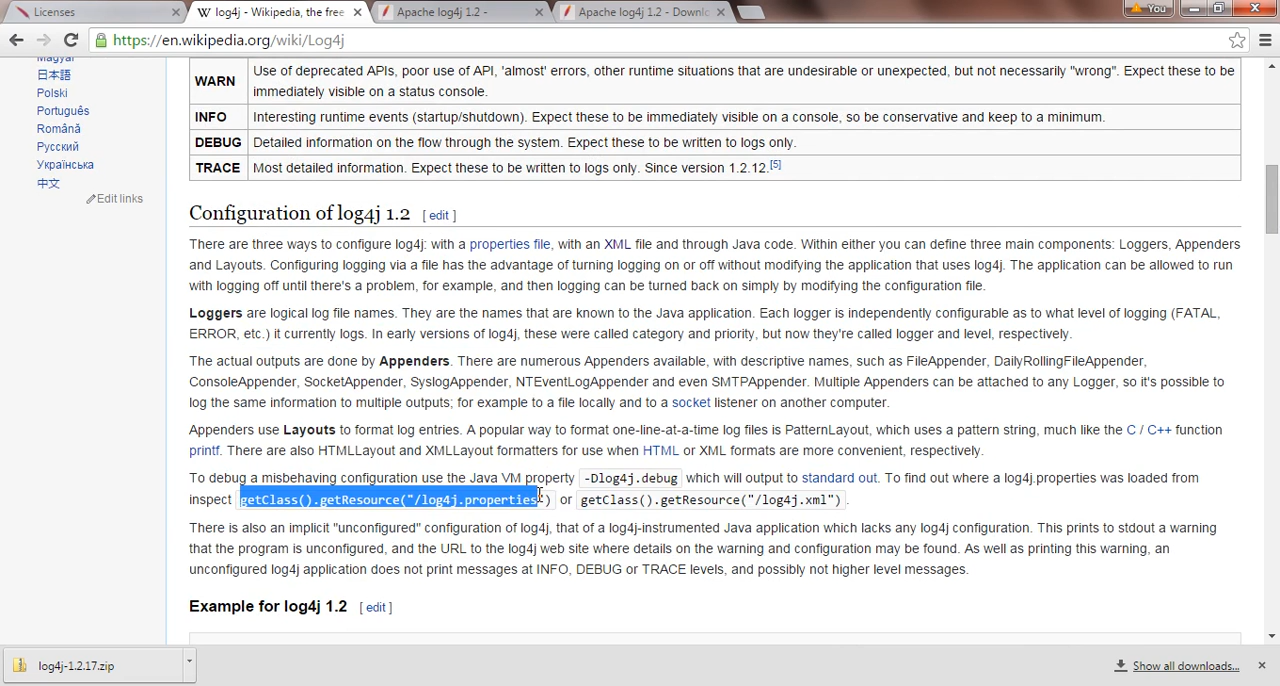 Licenses
log4j - Wikipedia, the free
Apache log4j 1.2 -
Apache log4j 1.2 - Downlo
You
https://en.wikipedia.org/wiki/Log4j
Magyar
日本語
Polski
Português
Română
Русский
Українська
中文
Edit links
WARN Use of deprecated APIs, poor use of API, 'almost' errors, other runtime situations that are undesirable or unexpected, but not necessarily "wrong". Expect these to be
immediately visible on a status console.
INFO Interesting runtime events (startup/shutdown). Expect these to be immediately visible on a console, so be conservative and keep to a minimum.
DEBUG Detailed information on the flow through the system. Expect these to be written to logs only.
TRACE Most detailed information. Expect these to be written to logs only. Since version 1.2.12.[5]
Configuration of log4j 1.2 [ edit ]
There are three ways to configure log4j: with a properties file, with an XML file and through Java code. Within either you can define three main components: Loggers, Appenders
and Layouts. Configuring logging via a file has the advantage of turning logging on or off without modifying the application that uses log4j. The application can be allowed to run
with logging off until there's a problem, for example, and then logging can be turned back on simply by modifying the configuration file.
Loggers are logical log file names. They are the names that are known to the Java application. Each logger is independently configurable as to what level of logging (FATAL,
ERROR, etc.) it currently logs. In early versions of log4j, these were called category and priority, but now they're called logger and level, respectively.
The actual outputs are done by Appenders. There are numerous Appenders available, with descriptive names, such as FileAppender, DailyRollingFileAppender,
ConsoleAppender, SocketAppender, SyslogAppender, NTEventLogAppender and even SMTPAppender. Multiple Appenders can be attached to any Logger, so it's possible to
log the same information to multiple outputs; for example to a file locally and to a socket listener on another computer.
Appenders use Layouts to format log entries. A popular way to format one-line-at-a-time log files is PatternLayout, which uses a pattern string, much like the C / C++ function
printf. There are also HTMLLayout and XMLLayout formatters for use when HTML or XML formats are more convenient, respectively.
To debug a misbehaving configuration use the Java VM property -Dlog4j.debug which will output to standard out. To find out where a log4j.properties was loaded from
inspect getClass().getResource("/log4j.properties") or getClass().getResource("/log4j.xml") .
There is also an implicit "unconfigured" configuration of log4j, that of a log4j-instrumented Java application which lacks any log4j configuration. This prints to stdout a warning
that the program is unconfigured, and the URL to the log4j web site where details on the warning and configuration may be found. As well as printing this warning, an
unconfigured log4j application does not print messages at INFO, DEBUG or TRACE levels, and possibly not higher level messages.
Example for log4j 1.2 [ edit ]
log4j-1.2.17.zip
Show all downloads...